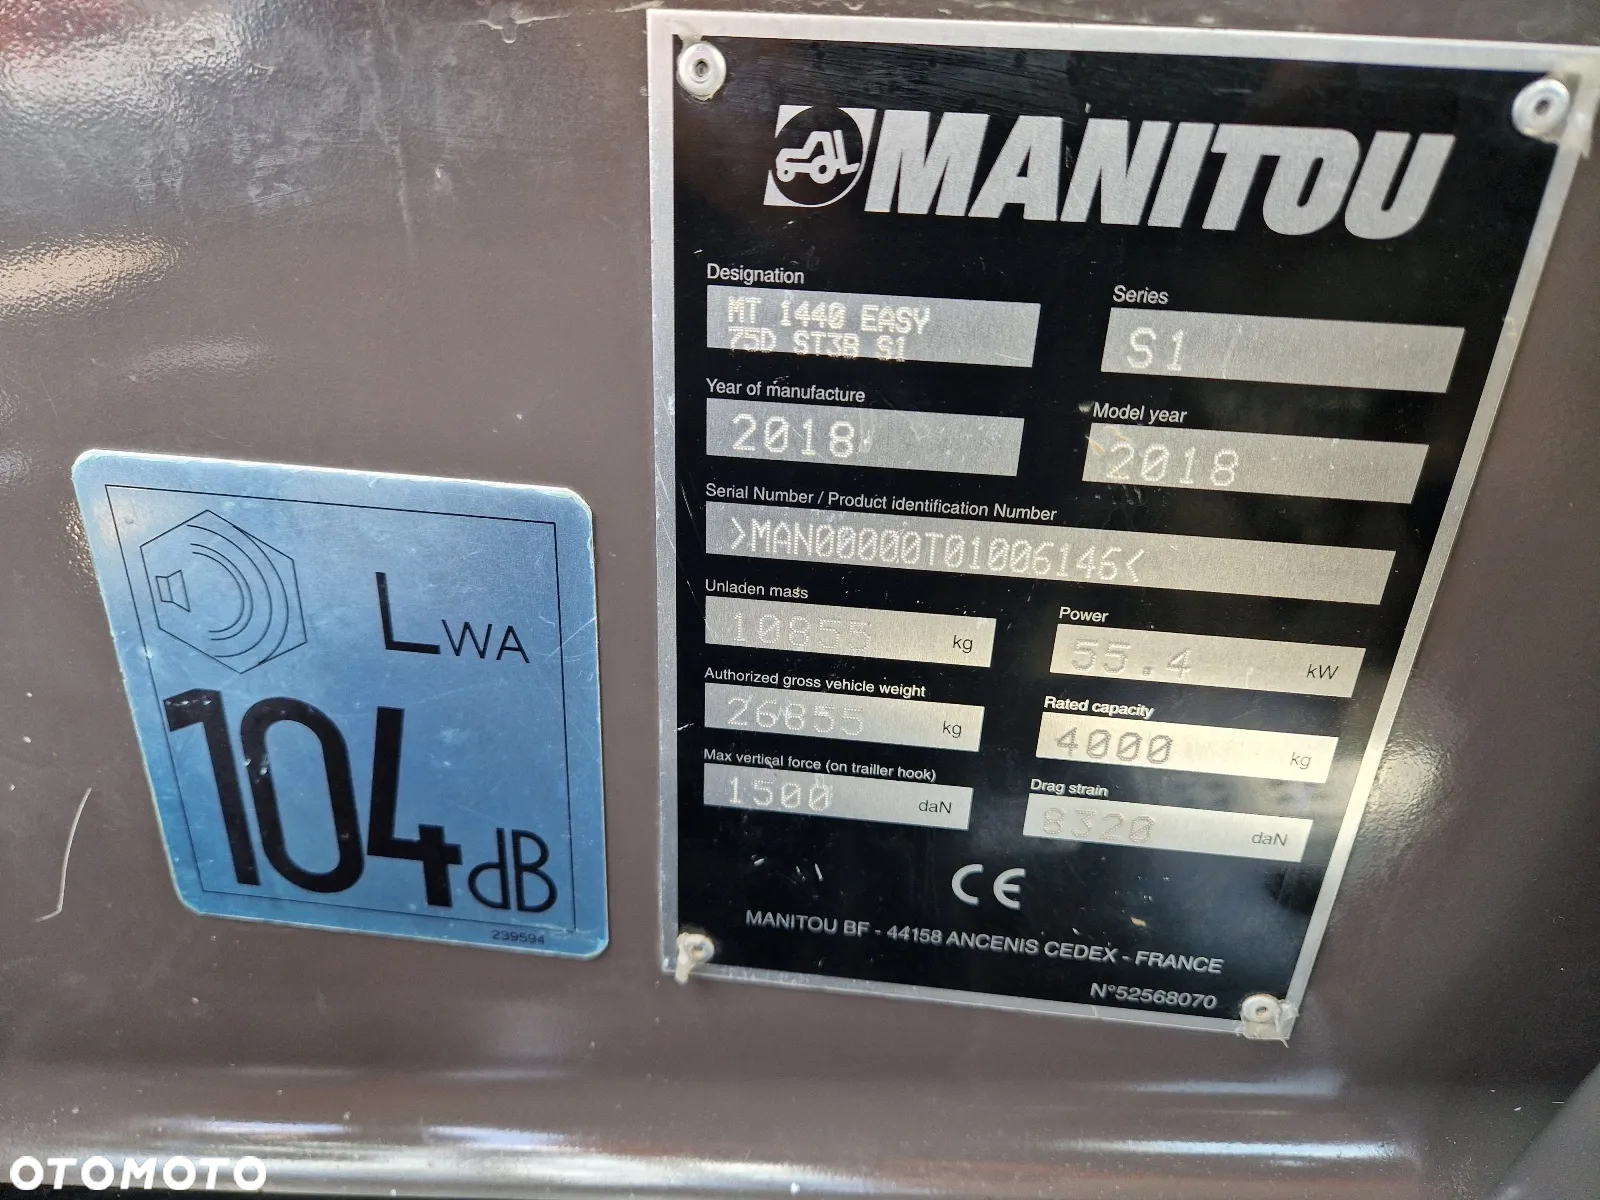 MANITOU
Designation
MT 1440 EASY
75D ST3B S1
Series
S1
Year of manufacture
2018
Model year
2018
Serial Number / Product identification Number
>MAN00000T01006146<
Unladen mass
10855 kg
Power
55.4 kW
Authorized gross vehicle weight
26855 kg
Rated capacity
4000 kg
Max vertical force (on trailler hook)
1500 daN
Drag strain
8320 daN
CE
MANITOU BF - 44158 ANCENIS CEDEX - FRANCE
N°52568070
LWA
104dB
239594
OTOMOTO